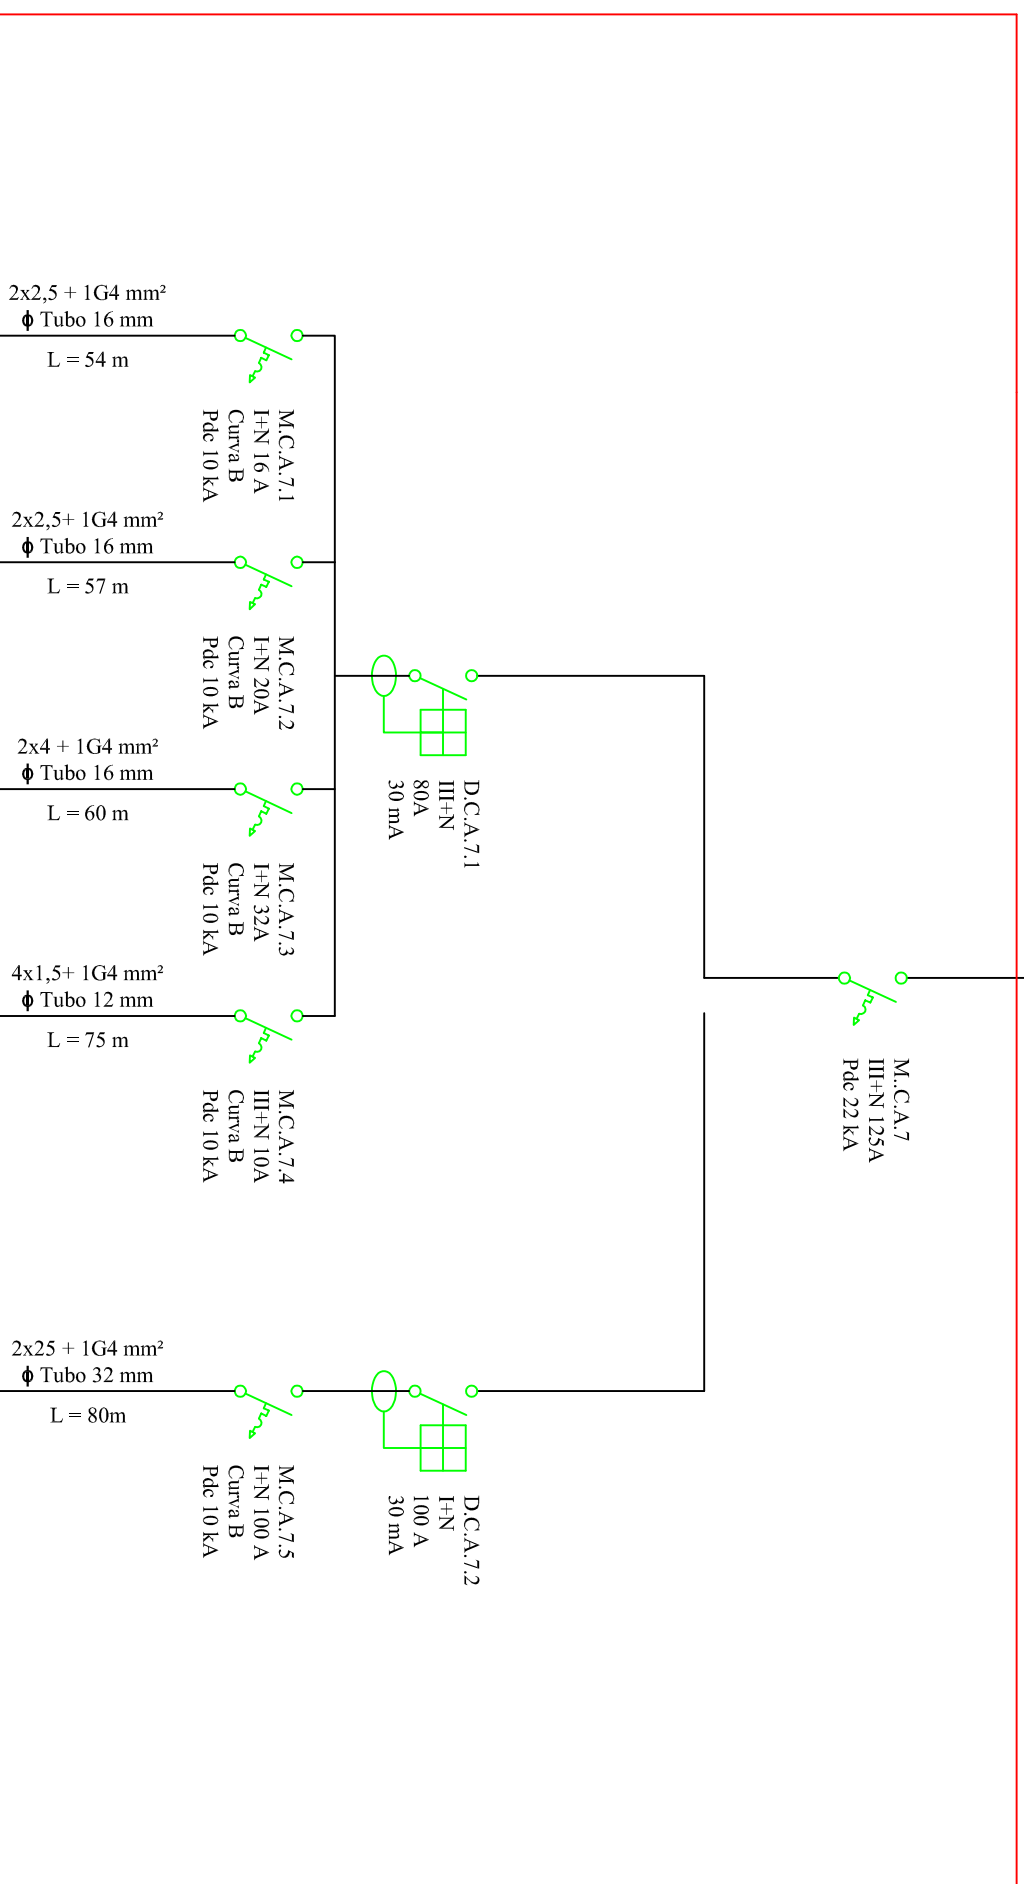 2x2,5 + 1G4 mm²
ϕ Tubo 16 mm
L = 54 m
M.C.A.7.1
I+N 16 A
Curva B
Pdc 10 kA
2x2,5+ 1G4 mm²
ϕ Tubo 16 mm
L = 57 m
M.C.A.7.2
I+N 20A
Curva B
Pdc 10 kA
2x4 + 1G4 mm²
ϕ Tubo 16 mm
L = 60 m
M.C.A.7.3
I+N 32A
Curva B
Pdc 10 kA
4x1,5+ 1G4 mm²
ϕ Tubo 12 mm
L = 75 m
M.C.A.7.4
III+N 10A
Curva B
Pdc 10 kA
D.C.A.7.1
III+N
80A
30 mA
M..C.A.7
III+N 125A
Pdc 22 kA
2x25 + 1G4 mm²
ϕ Tubo 32 mm
L = 80m
M.C.A.7.5
I+N 100 A
Curva B
Pdc 10 kA
D.C.A.7.2
I+N
100 A
30 mA